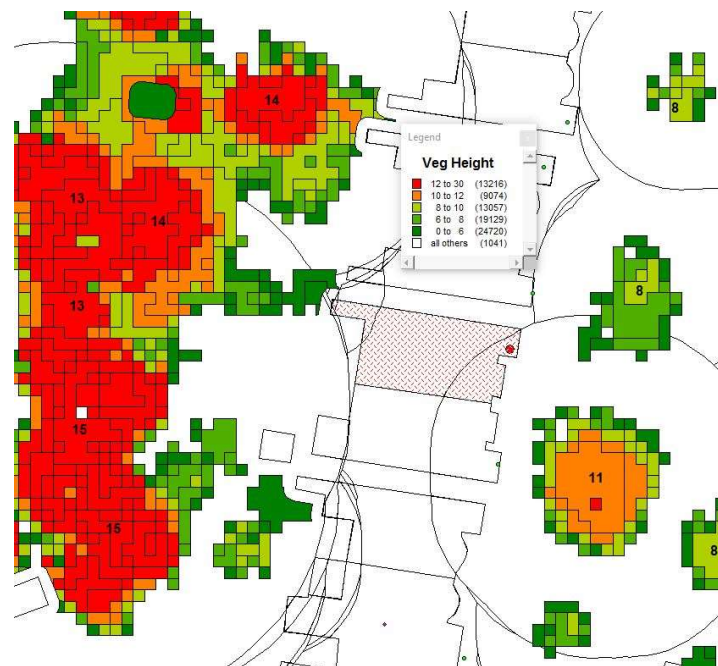 14
8
Legend
Veg Height
12 to 30 (13216)
10 to 12 (9074)
8 to 10 (13057)
6 to 8 (19129)
0 to 6 (24720)
all others (1041)
13
14
8
13
15
11
15
8